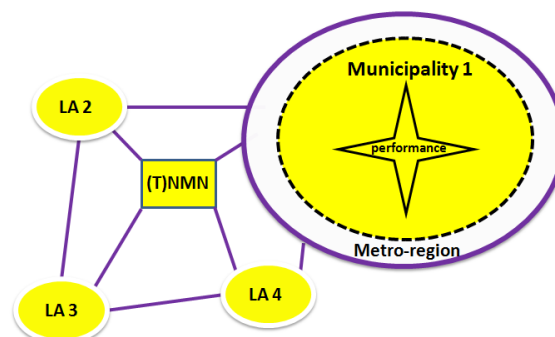 Municipality 1
LA 2
performance
(T)NMN
Metro-region
LA 4
LA 3